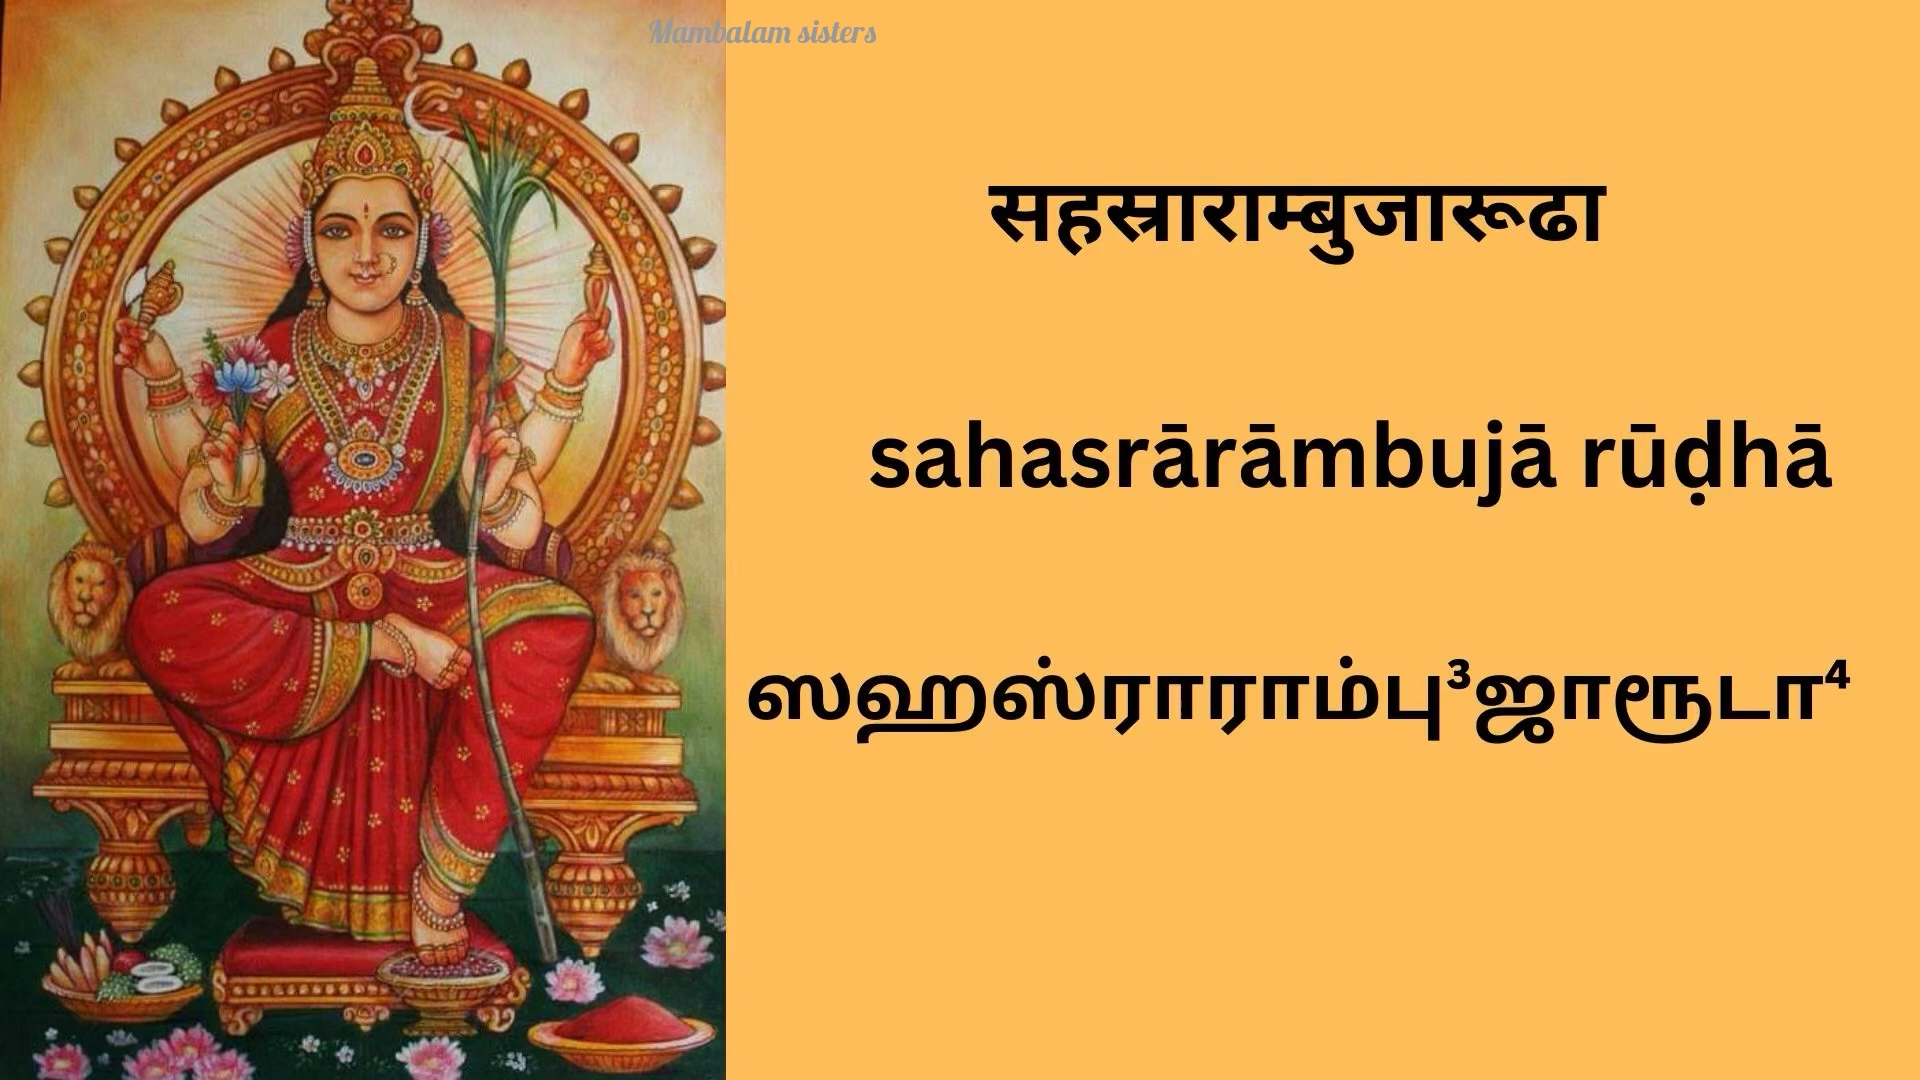 Mambalam sisters
सहस्राराम्बुजारूढा
sahasrārāmbujā rūḍhā
ஸஹஸ்ராராம்பு³ஜாரூடா⁴